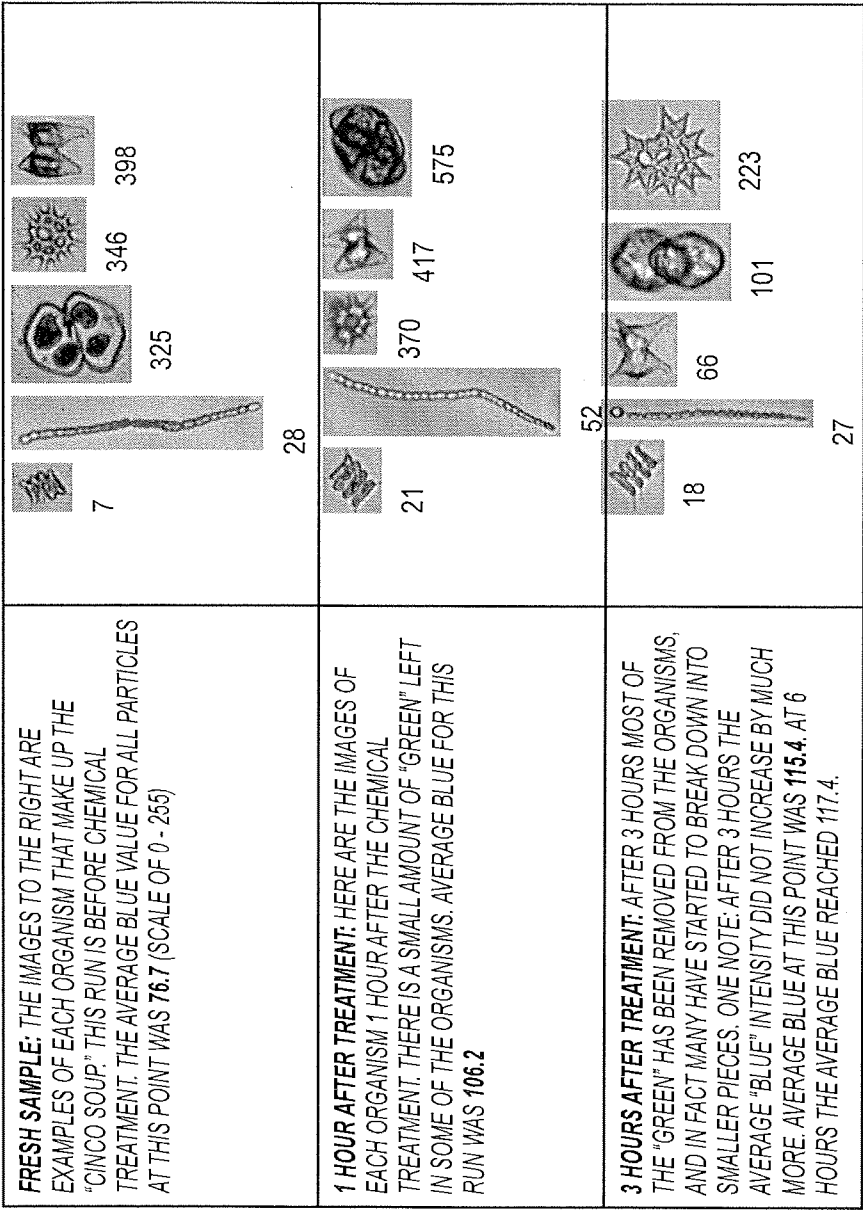 FRESH SAMPLE: THE IMAGES TO THE RIGHT ARE
EXAMPLES OF EACH ORGANISM THAT MAKE UP THE
"CINCO SOUP." THIS RUN IS BEFORE CHEMICAL
TREATMENT. THE AVERAGE BLUE VALUE FOR ALL PARTICLES
AT THIS POINT WAS 76.7 (SCALE OF 0 - 255)
7
28
325
346
398
1 HOUR AFTER TREATMENT: HERE ARE THE IMAGES OF
EACH ORGANISM 1 HOUR AFTER THE CHEMICAL
TREATMENT. THERE IS A SMALL AMOUNT OF "GREEN" LEFT
IN SOME OF THE ORGANISMS. AVERAGE BLUE FOR THIS
RUN WAS 106.2
21
52
370
417
575
3 HOURS AFTER TREATMENT: AFTER 3 HOURS MOST OF
THE "GREEN" HAS BEEN REMOVED FROM THE ORGANISMS,
AND IN FACT MANY HAVE STARTED TO BREAK DOWN INTO
SMALLER PIECES. ONE NOTE: AFTER 3 HOURS THE
AVERAGE "BLUE" INTENSITY DID NOT INCREASE BY MUCH
MORE. AVERAGE BLUE AT THIS POINT WAS 115.4. AT 6
HOURS THE AVERAGE BLUE REACHED 117.4.
18
27
66
101
223